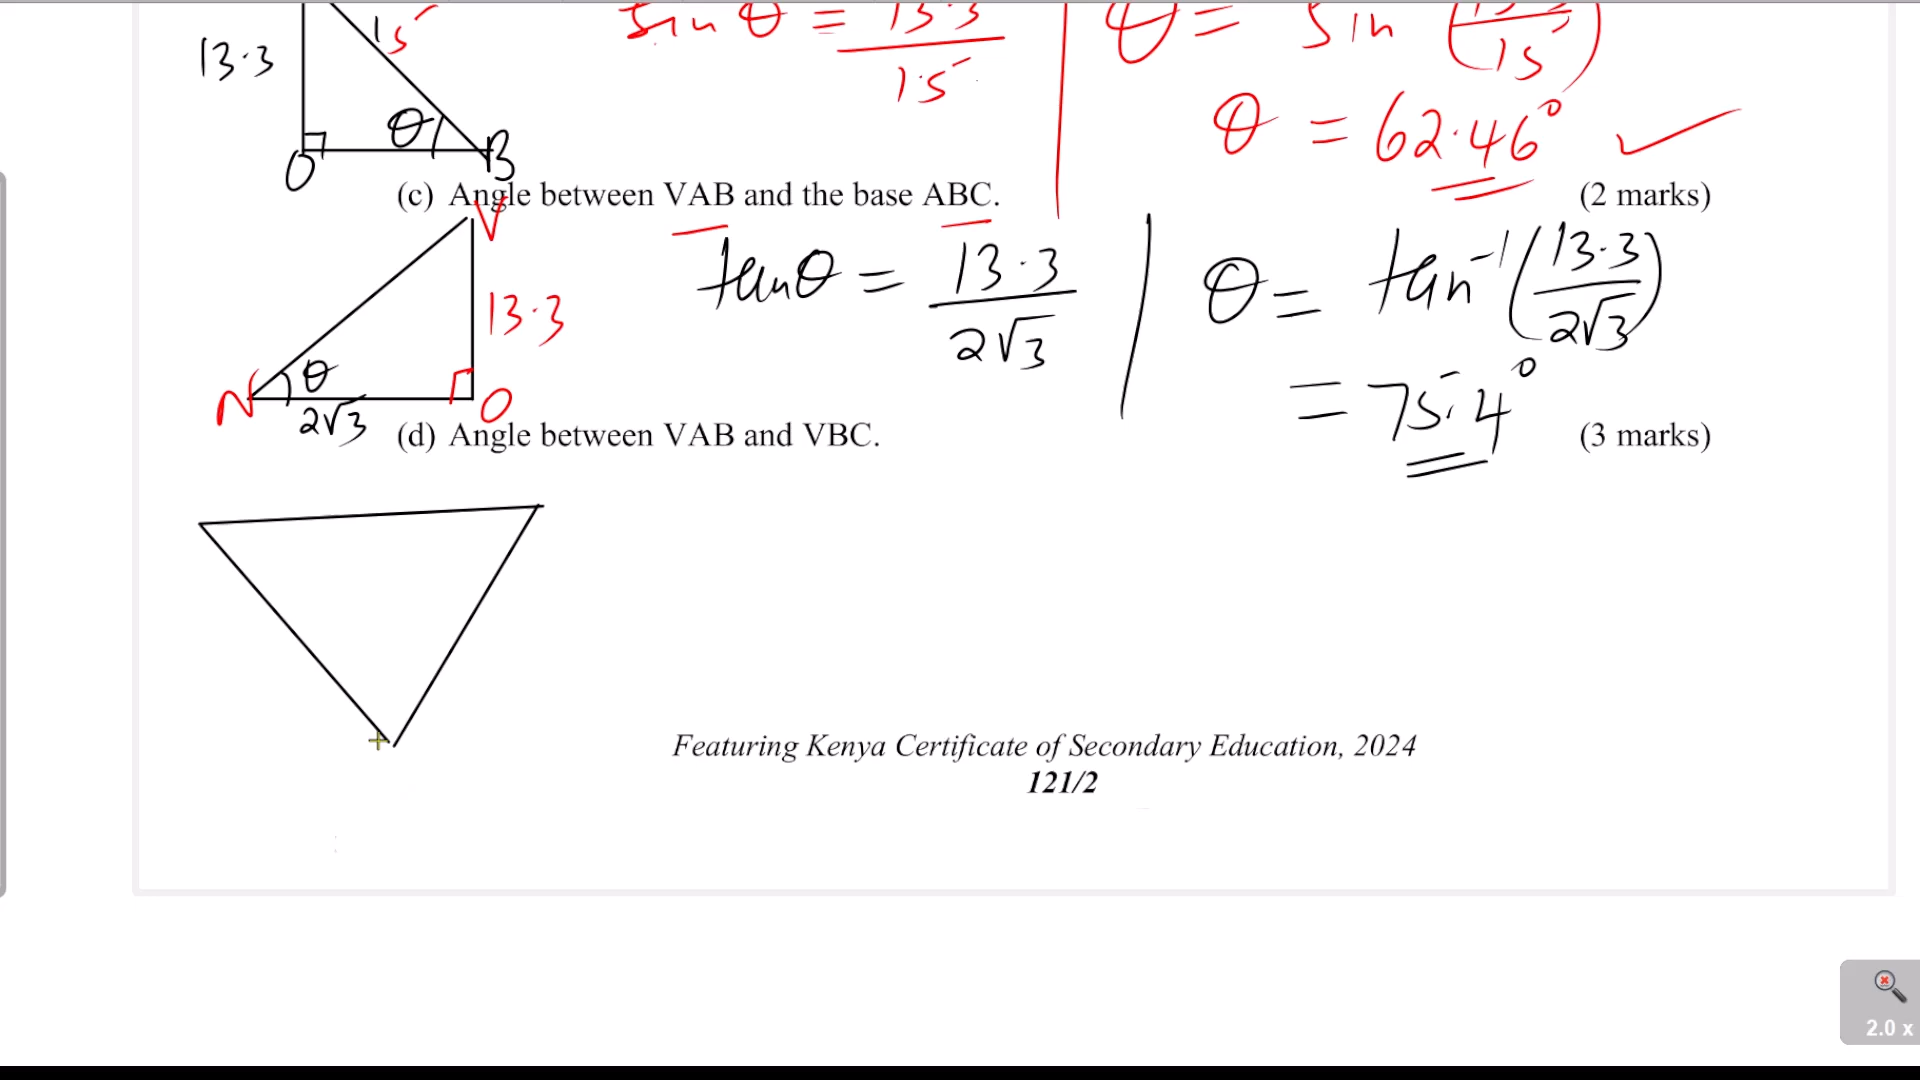 13.3
15
sin θ = 13.3 / 15
θ = sin (13.3 / 15)
θ
θ = 62.46°
O
B
(c) Angle between VAB and the base ABC.
(2 marks)
V
tanθ = 13.3 / 2√3
θ = tan⁻¹(13.3 / 2√3)
13.3
θ
N
O
2√3
= 75.4°
(d) Angle between VAB and VBC.
(3 marks)
Featuring Kenya Certificate of Secondary Education, 2024
121/2
2.0 x